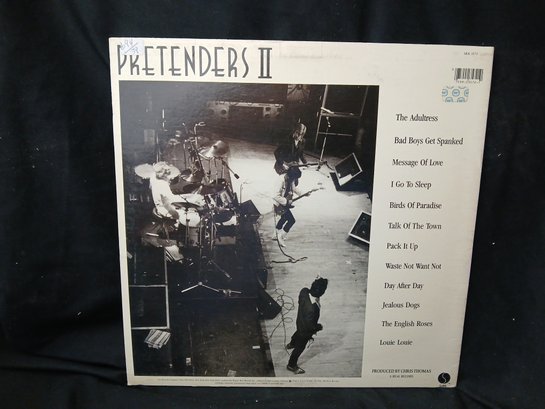 PRETENDERS II
The Adultress
Bad Boys Get Spanked
Message Of Love
I Go To Sleep
Birds Of Paradise
Talk Of The Town
Pack It Up
Waste Not Want Not
Day After Day
Jealous Dogs
The English Roses
Louie Louie
PRODUCED BY CHRIS THOMAS